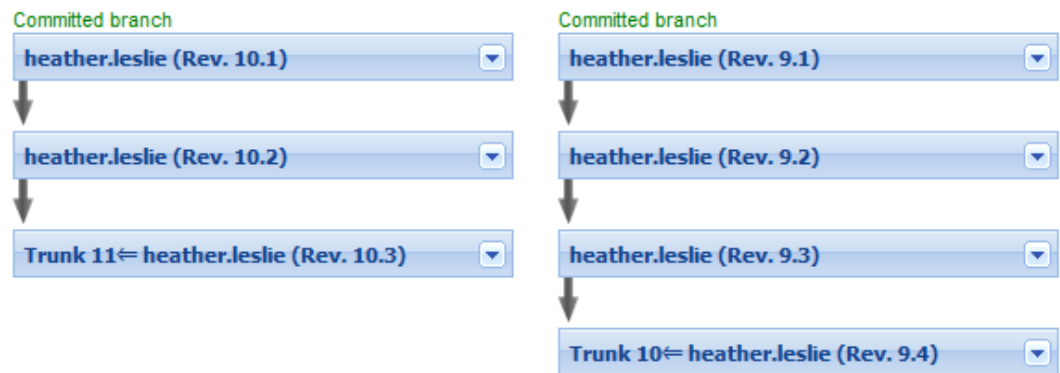 Committed branch
heather.leslie (Rev. 10.1)
heather.leslie (Rev. 10.2)
Trunk 11⇐ heather.leslie (Rev. 10.3)
Committed branch
heather.leslie (Rev. 9.1)
heather.leslie (Rev. 9.2)
heather.leslie (Rev. 9.3)
Trunk 10⇐ heather.leslie (Rev. 9.4)